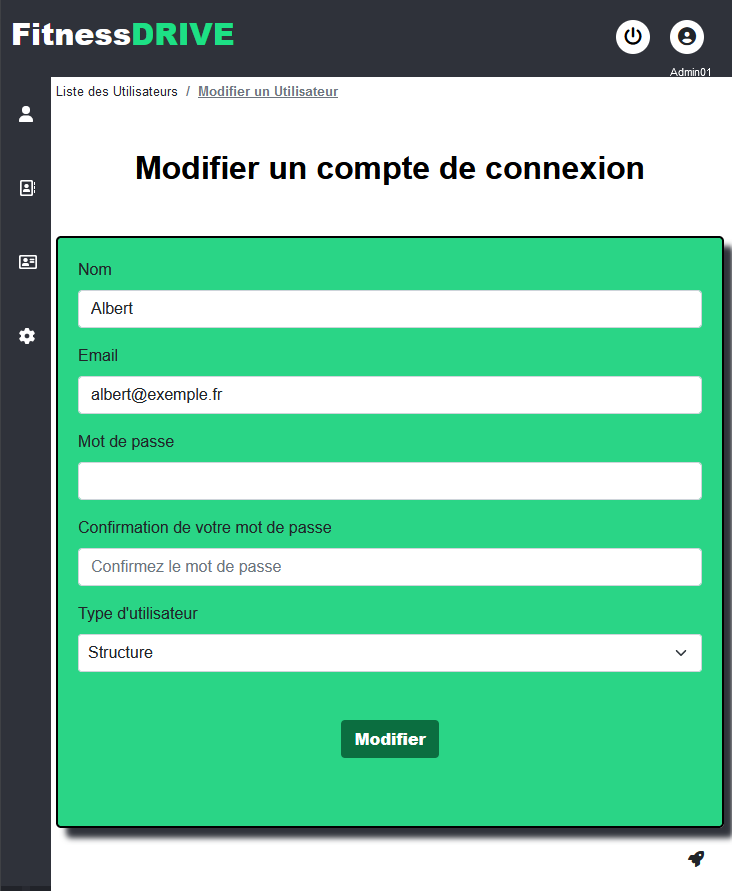 FitnessDRIVE
Admin01
Liste des Utilisateurs / Modifier un Utilisateur
Modifier un compte de connexion
Nom
Albert
Email
albert@exemple.fr
Mot de passe
Confirmation de votre mot de passe
Confirmez le mot de passe
Type d'utilisateur
Structure
Modifier